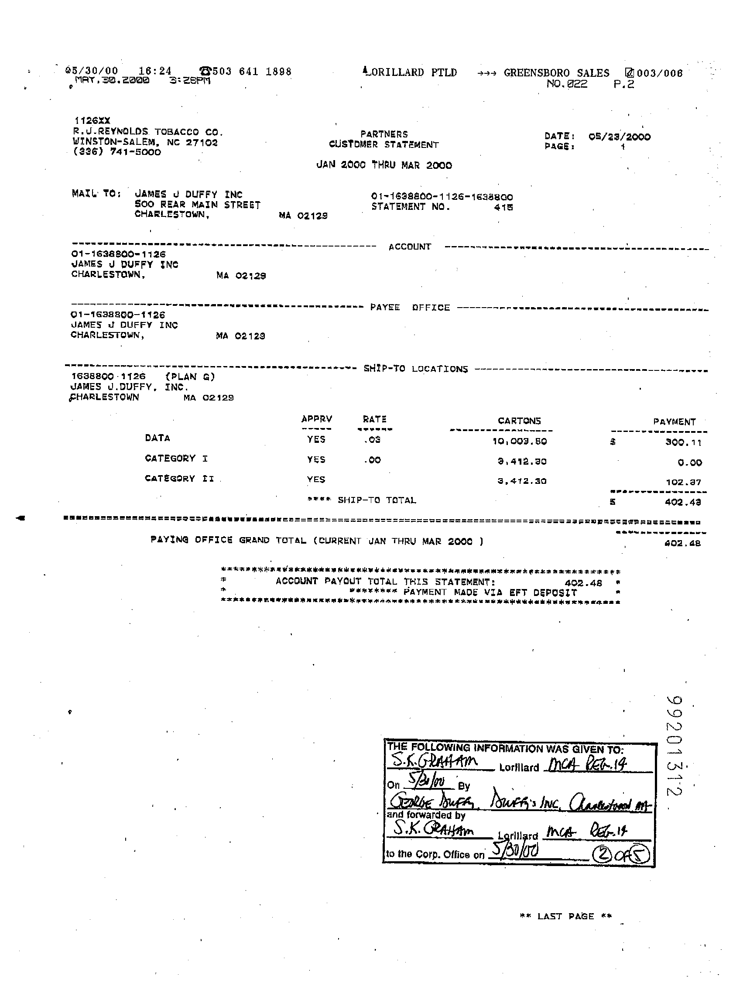 05/30/00 16:24 ☎503 641 1898 LORILLARD PTLD →→→ GREENSBORO SALES 003/006
MAY.30.2000 3:28PM NO.022 P.2
1126XX
R.J.REYNOLDS TOBACCO CO.
WINSTON-SALEM, NC 27102
(336) 741-5000
PARTNERS
CUSTOMER STATEMENT
JAN 2000 THRU MAR 2000
DATE: 05/23/2000
PAGE: 1
MAIL TO: JAMES J DUFFY INC
500 REAR MAIN STREET
CHARLESTOWN, MA 02129
01-1638800-1126-1638800
STATEMENT NO. 415
ACCOUNT
01-1638800-1126
JAMES J DUFFY INC
CHARLESTOWN, MA 02129
PAYEE OFFICE
01-1638800-1126
JAMES J DUFFY INC
CHARLESTOWN, MA 02129
SHIP-TO LOCATIONS
1638800-1126 (PLAN G)
JAMES J.DUFFY, INC.
CHARLESTOWN MA 02129
APPRV RATE CARTONS PAYMENT
DATA YES .03 10,003.80 $ 300.11
CATEGORY I YES .00 3,412.30 0.00
CATEGORY II YES 3,412.30 102.37
**** SHIP-TO TOTAL $ 402.48
PAYING OFFICE GRAND TOTAL (CURRENT JAN THRU MAR 2000 ) 402.48
* ACCOUNT PAYOUT TOTAL THIS STATEMENT: 402.48 *
* ******** PAYMENT MADE VIA EFT DEPOSIT *
99201312
THE FOLLOWING INFORMATION WAS GIVEN TO:
S.K. GRAHAM Lorillard MCA REG.14
On 5/30/00 By
GEORGE DUFFY, DUFFY'S INC, Charlestown MA
and forwarded by
S.K. GRAHAM Lorillard MCA REG.14
to the Corp. Office on 5/30/00 2 OF 5
** LAST PAGE **